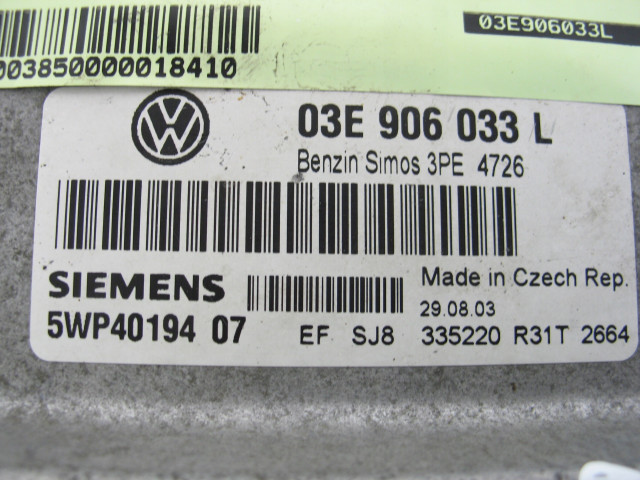 03E906033L
003850000018410
03E 906 033 L
Benzin Simos 3PE 4726
SIEMENS
Made in Czech Rep.
29.08.03
5WP40194 07
EF SJ8 335220 R31T 2664